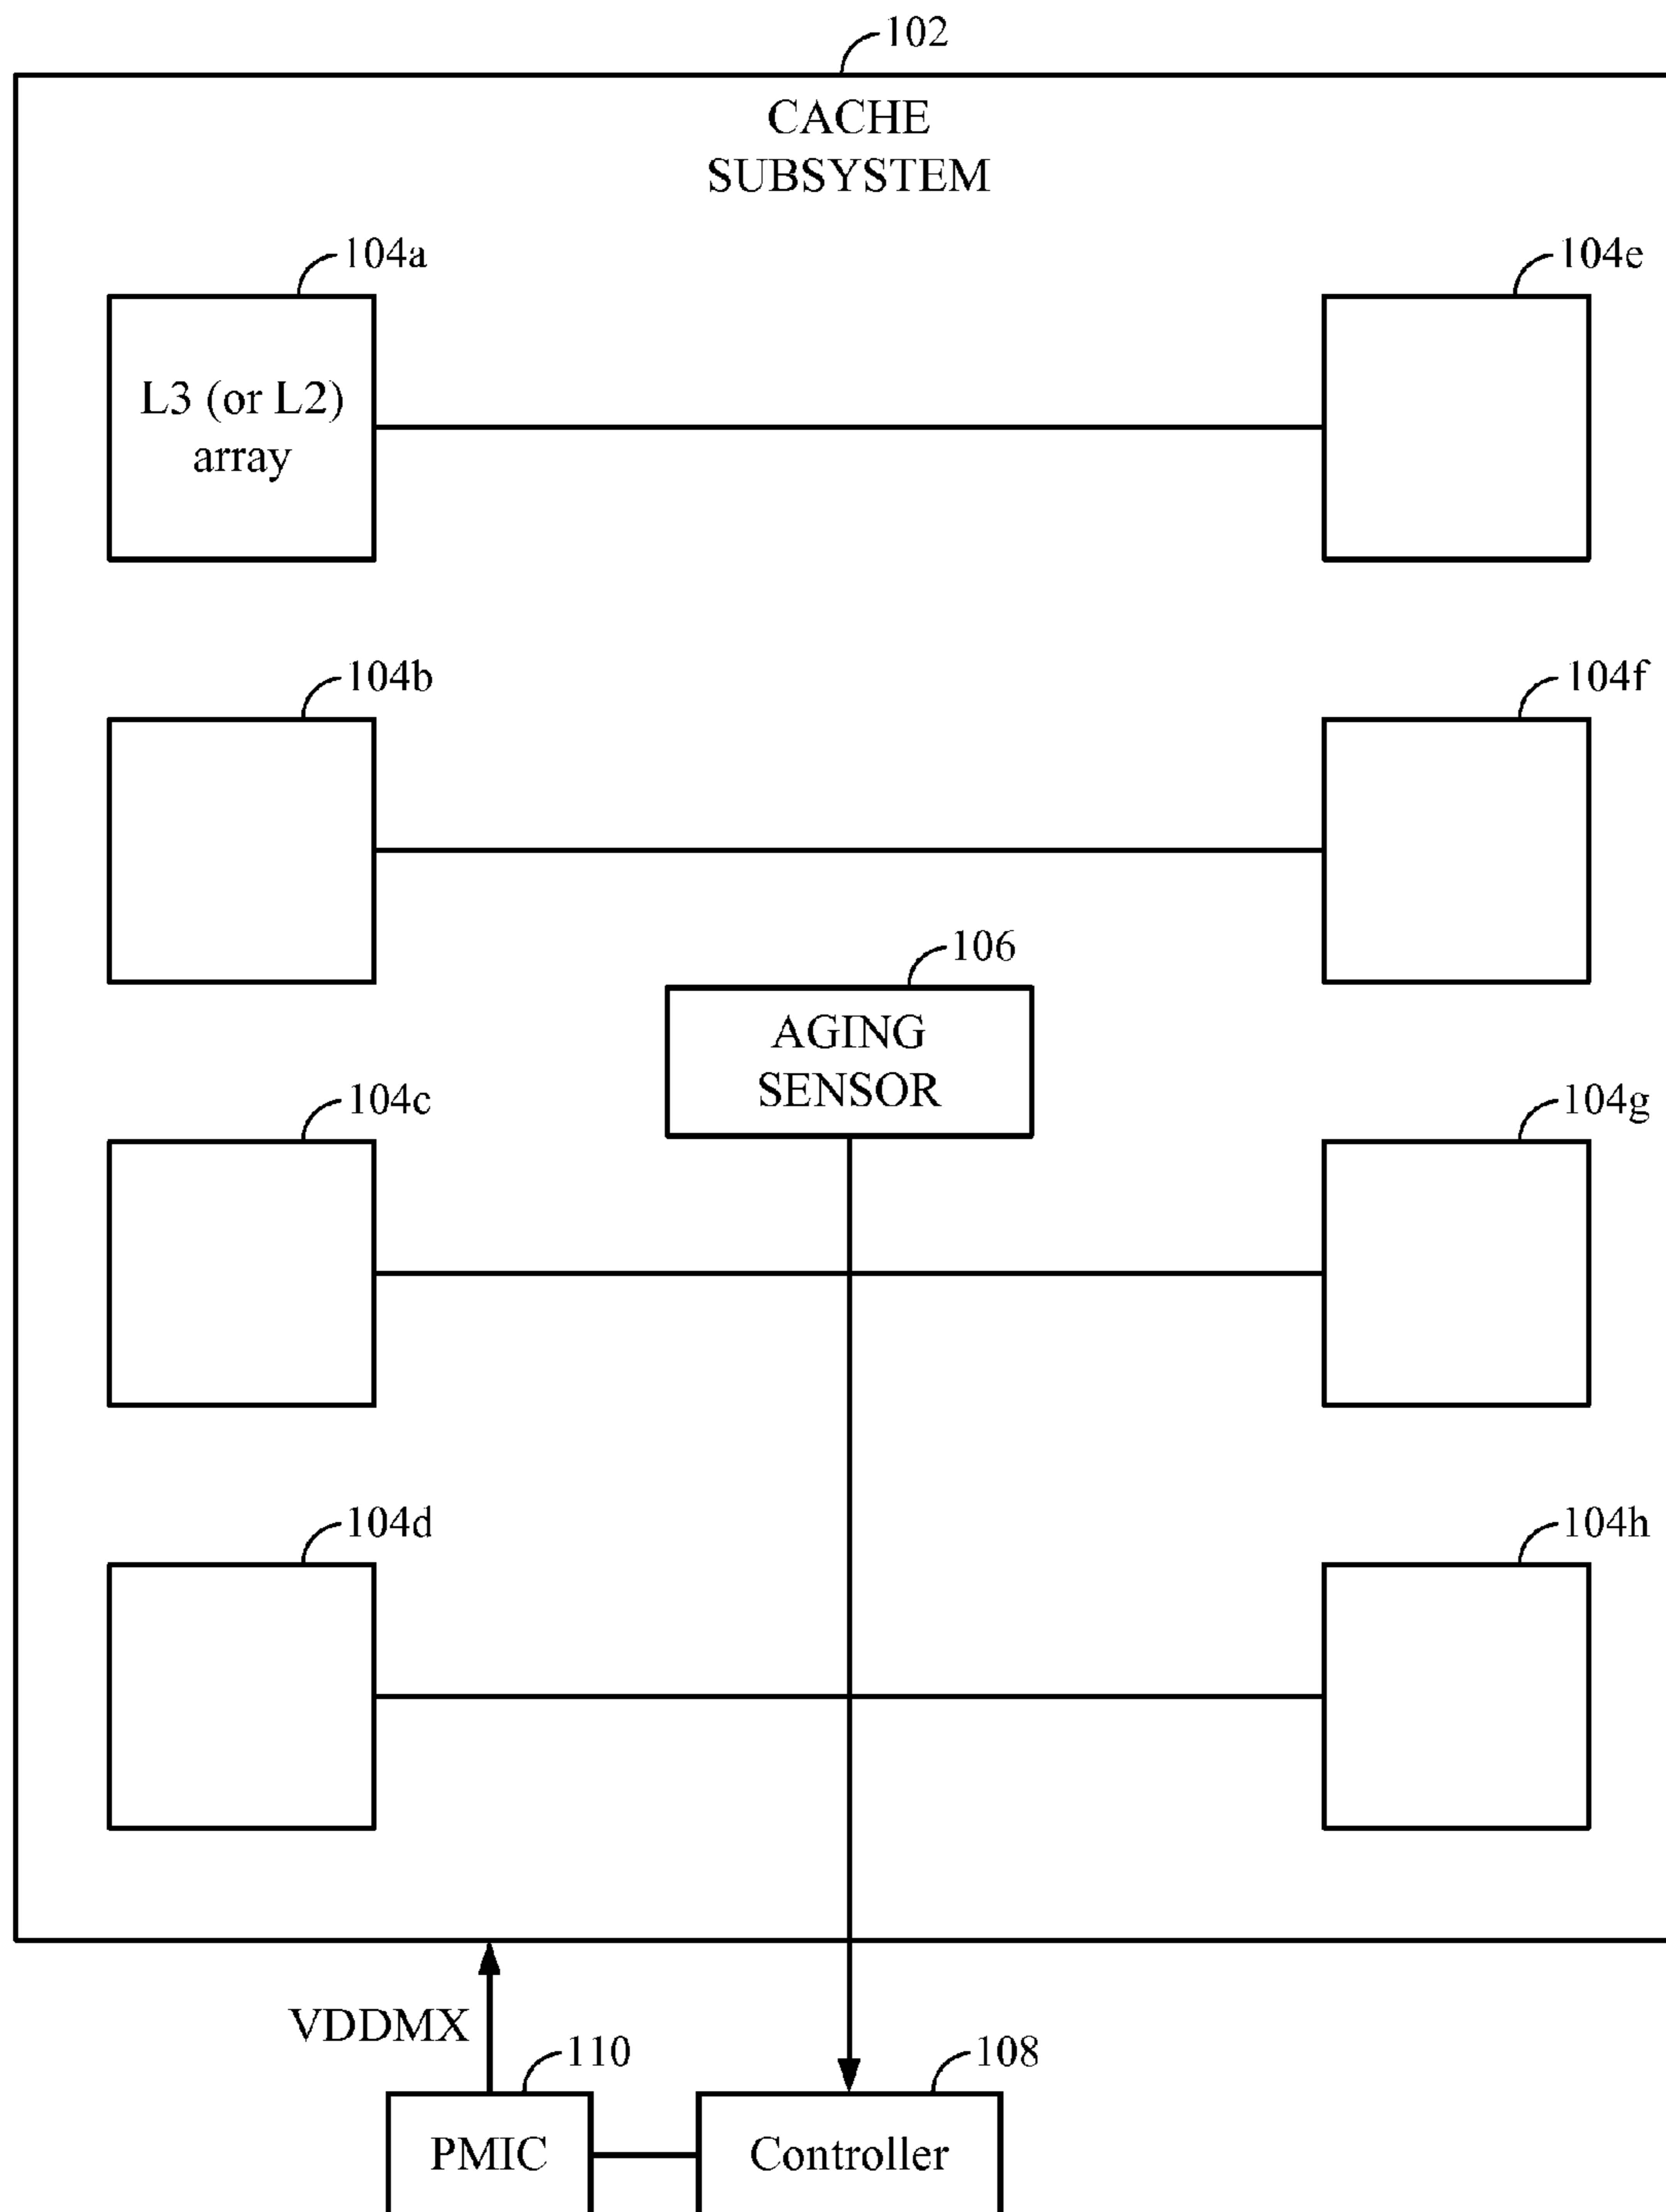 102
CACHE
SUBSYSTEM
104a
104e
L3 (or L2)
array
104b
104f
106
AGING
SENSOR
104c
104g
104d
104h
VDDMX
110
108
PMIC
Controller